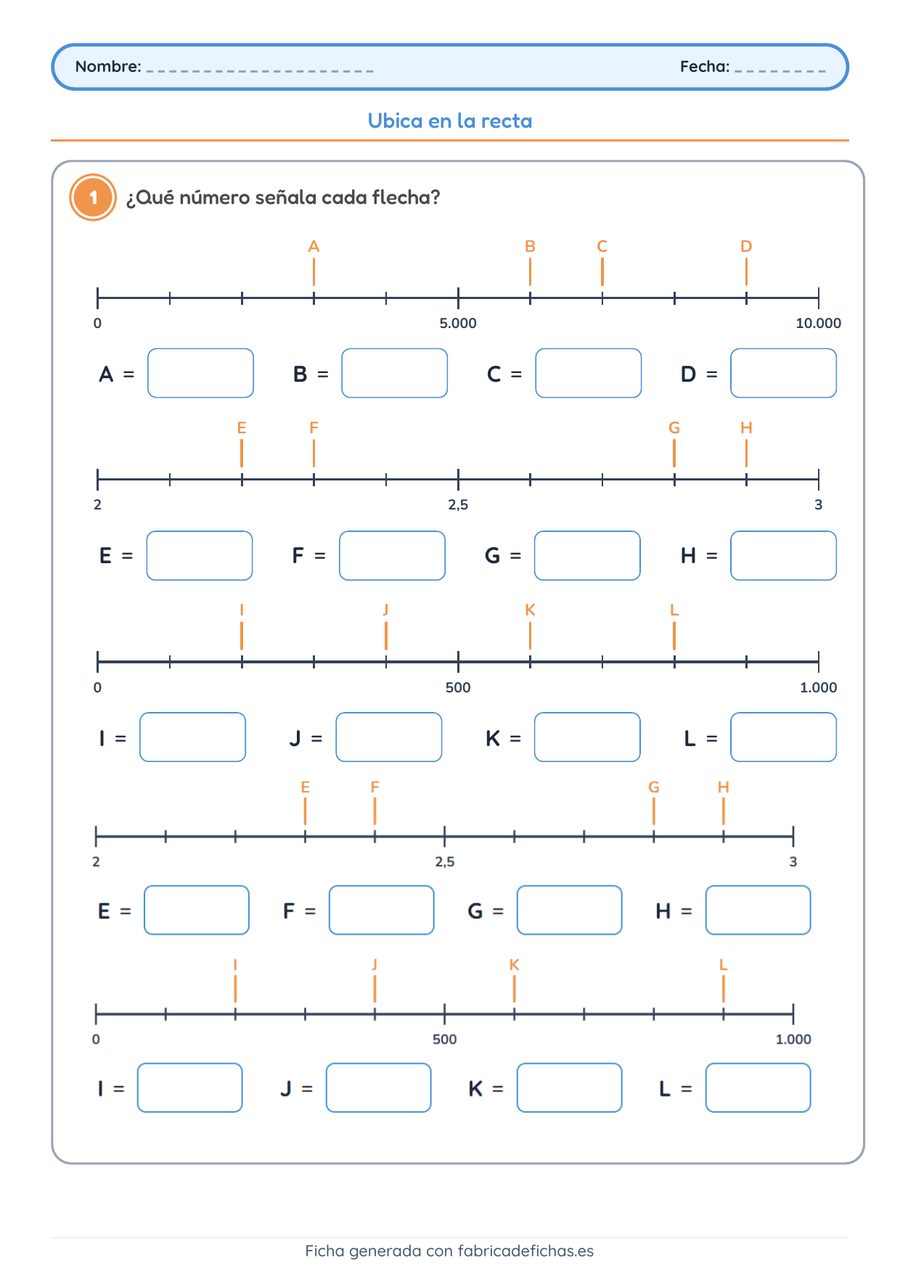 Nombre: Fecha:
Ubica en la recta
1 ¿Qué número señala cada flecha?
A B C D
0 5.000 10.000
A = B = C = D =
E F G H
2 2,5 3
E = F = G = H =
I J K L
0 500 1.000
I = J = K = L =
E F G H
2 2,5 3
E = F = G = H =
I J K L
0 500 1.000
I = J = K = L =
Ficha generada con fabricadefichas.es